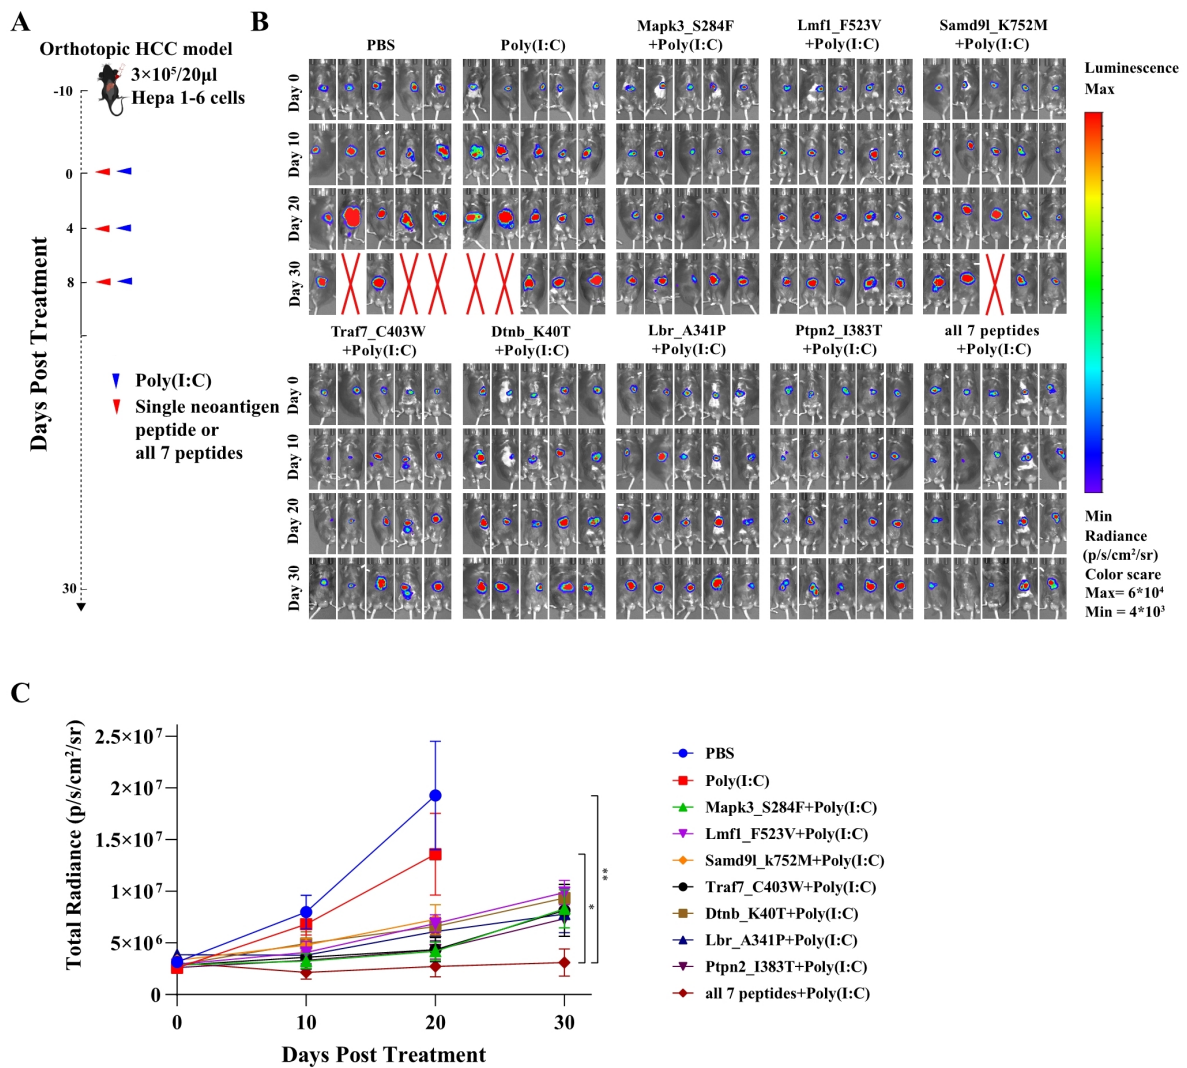 A
Orthotopic HCC model
3×10⁵/20μl
Hepa 1-6 cells
-10
0
4
8
30
Days Post Treatment
Poly(I:C)
Single neoantigen
peptide or
all 7 peptides
B
PBS
Poly(I:C)
Mapk3_S284F
+Poly(I:C)
Lmf1_F523V
+Poly(I:C)
Samd9l_K752M
+Poly(I:C)
Day 0
Day 10
Day 20
Day 30
Traf7_C403W
+Poly(I:C)
Dtnb_K40T
+Poly(I:C)
Lbr_A341P
+Poly(I:C)
Ptpn2_I383T
+Poly(I:C)
all 7 peptides
+Poly(I:C)
Day 0
Day 10
Day 20
Day 30
Luminescence
Max
Min
Radiance
(p/s/cm²/sr)
Color scare
Max= 6*10⁴
Min = 4*10³
C
Total Radiance (p/s/cm²/sr)
2.5×10⁷
2×10⁷
1.5×10⁷
1×10⁷
5×10⁶
0
0
10
20
30
Days Post Treatment
*
**
PBS
Poly(I:C)
Mapk3_S284F+Poly(I:C)
Lmf1_F523V+Poly(I:C)
Samd9l_k752M+Poly(I:C)
Traf7_C403W+Poly(I:C)
Dtnb_K40T+Poly(I:C)
Lbr_A341P+Poly(I:C)
Ptpn2_I383T+Poly(I:C)
all 7 peptides+Poly(I:C)